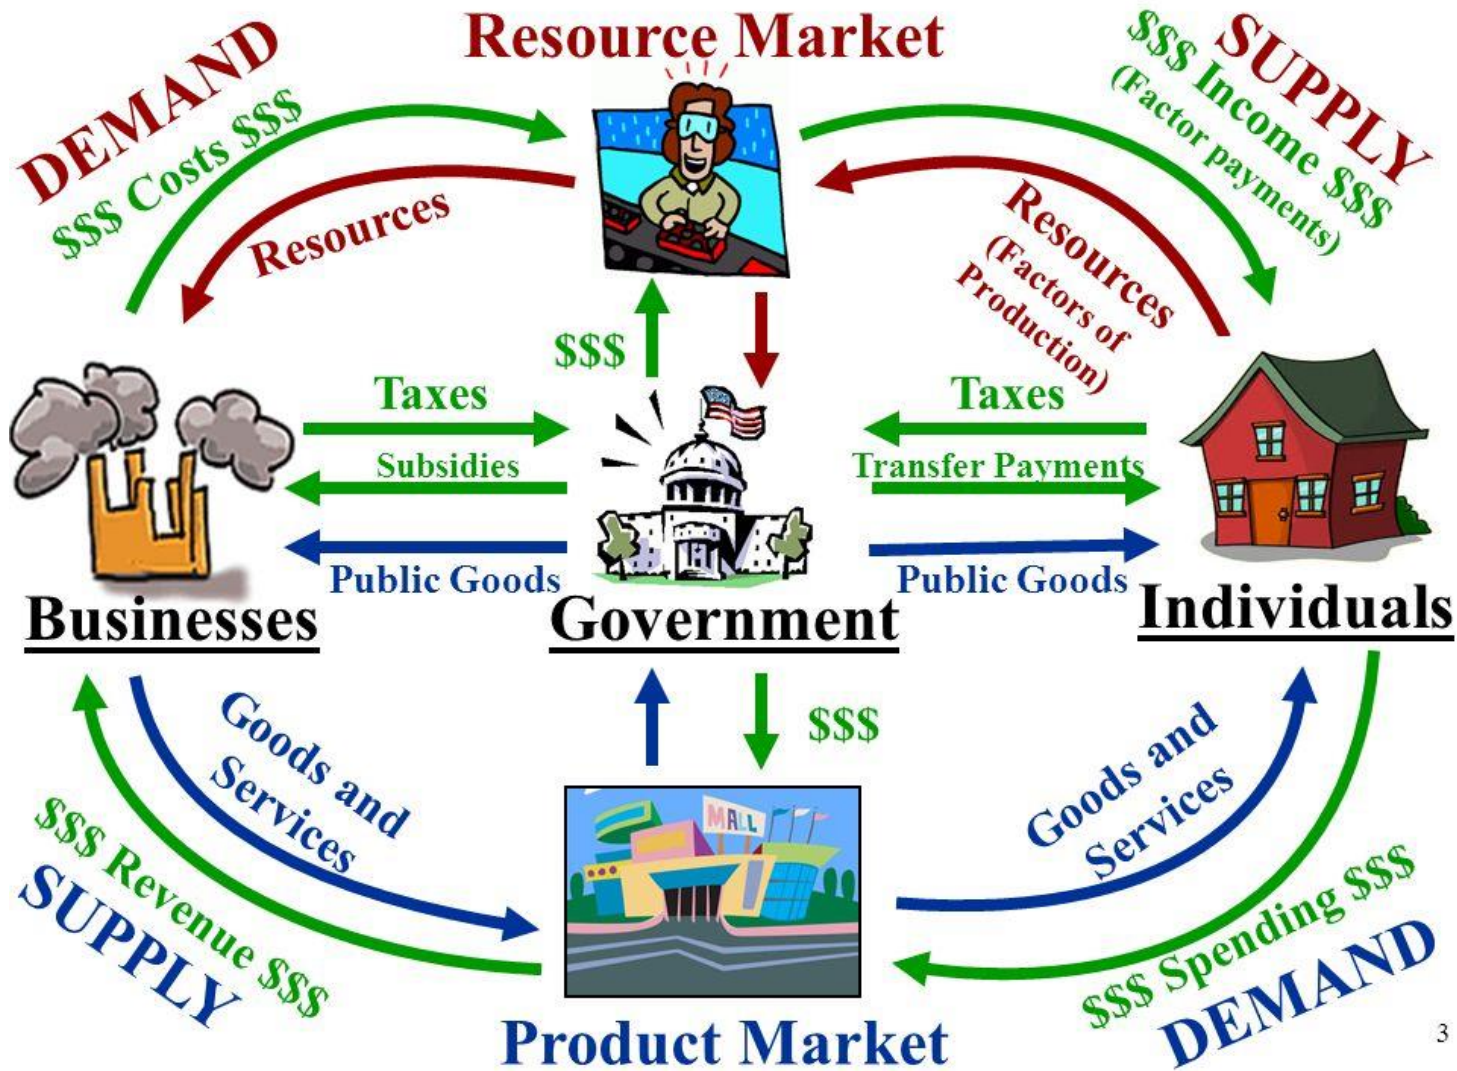 Resource Market
DEMAND
$$$ Costs $$$
Resources
SUPPLY
$$$ Income $$$
(Factor payments)
Resources
(Factors of
Production)
$$$
Taxes
Subsidies
Public Goods
Taxes
Transfer Payments
Public Goods
Businesses
Government
Individuals
Goods and
Services
$$$ Revenue $$$
SUPPLY
$$$
MALL
Goods and
Services
$$$ Spending $$$
DEMAND
Product Market
3